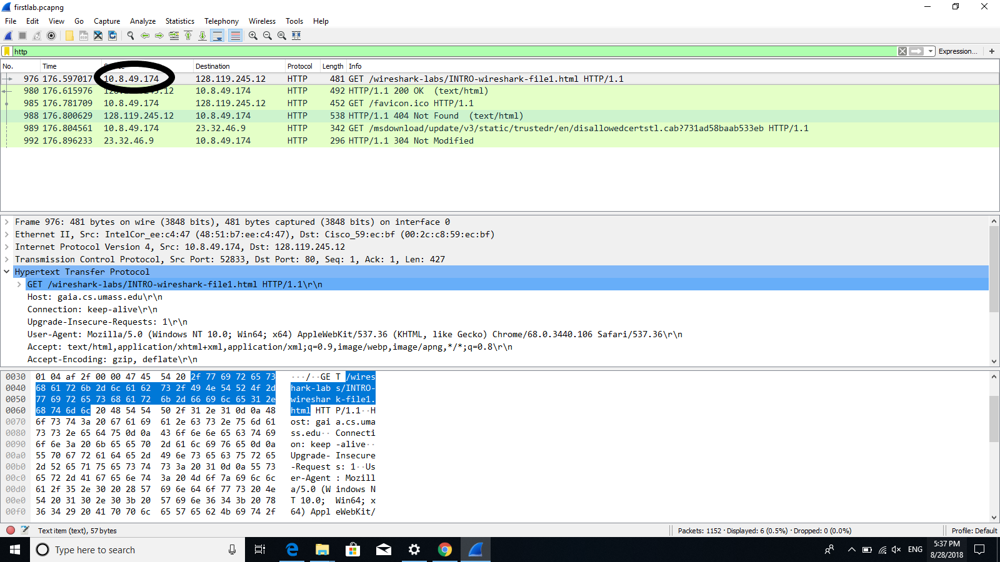 firstlab.pcapng
File Edit View Go Capture Analyze Statistics Telephony Wireless Tools Help
http Expression... +
No. Time Destination Protocol Length Info
976 176.597017 10.8.49.174 128.119.245.12 HTTP 481 GET /wireshark-labs/INTRO-wireshark-file1.html HTTP/1.1
980 176.615976 128.119.245.12 10.8.49.174 HTTP 492 HTTP/1.1 200 OK (text/html)
985 176.781709 10.8.49.174 128.119.245.12 HTTP 452 GET /favicon.ico HTTP/1.1
988 176.800629 128.119.245.12 10.8.49.174 HTTP 538 HTTP/1.1 404 Not Found (text/html)
989 176.804561 10.8.49.174 23.32.46.9 HTTP 342 GET /msdownload/update/v3/static/trustedr/en/disallowedcertstl.cab?731ad58baab533eb HTTP/1.1
992 176.896233 23.32.46.9 10.8.49.174 HTTP 296 HTTP/1.1 304 Not Modified
Frame 976: 481 bytes on wire (3848 bits), 481 bytes captured (3848 bits) on interface 0
Ethernet II, Src: IntelCor_ee:c4:47 (48:51:b7:ee:c4:47), Dst: Cisco_59:ec:bf (00:2c:c8:59:ec:bf)
Internet Protocol Version 4, Src: 10.8.49.174, Dst: 128.119.245.12
Transmission Control Protocol, Src Port: 52833, Dst Port: 80, Seq: 1, Ack: 1, Len: 427
Hypertext Transfer Protocol
GET /wireshark-labs/INTRO-wireshark-file1.html HTTP/1.1\r\n
Host: gaia.cs.umass.edu\r\n
Connection: keep-alive\r\n
Upgrade-Insecure-Requests: 1\r\n
User-Agent: Mozilla/5.0 (Windows NT 10.0; Win64; x64) AppleWebKit/537.36 (KHTML, like Gecko) Chrome/68.0.3440.106 Safari/537.36\r\n
Accept: text/html,application/xhtml+xml,application/xml;q=0.9,image/webp,image/apng,*/*;q=0.8\r\n
Accept-Encoding: gzip, deflate\r\n
0030 01 04 af 2f 00 00 47 45 54 20 2f 77 69 72 65 73 ···/··GE T /wires
0040 68 61 72 6b 2d 6c 61 62 73 2f 49 4e 54 52 4f 2d hark-lab s/INTRO-
0050 77 69 72 65 73 68 61 72 6b 2d 66 69 6c 65 31 2e wireshar k-file1.
0060 68 74 6d 6c 20 48 54 54 50 2f 31 2e 31 0d 0a 48 html HTT P/1.1··H
0070 6f 73 74 3a 20 67 61 69 61 2e 63 73 2e 75 6d 61 ost: gai a.cs.uma
0080 73 73 2e 65 64 75 0d 0a 43 6f 6e 6e 65 63 74 69 ss.edu·· Connecti
0090 6f 6e 3a 20 6b 65 65 70 2d 61 6c 69 76 65 0d 0a on: keep -alive··
00a0 55 70 67 72 61 64 65 2d 49 6e 73 65 63 75 72 65 Upgrade- Insecure
00b0 2d 52 65 71 75 65 73 74 73 3a 20 31 0d 0a 55 73 -Request s: 1··Us
00c0 65 72 2d 41 67 65 6e 74 3a 20 4d 6f 7a 69 6c 6c er-Agent : Mozill
00d0 61 2f 35 2e 30 20 28 57 69 6e 64 6f 77 73 20 4e a/5.0 (W indows N
00e0 54 20 31 30 2e 30 3b 20 57 69 6e 36 34 3b 20 78 T 10.0; Win64; x
00f0 36 34 29 20 41 70 70 6c 65 57 65 62 4b 69 74 2f 64) Appl eWebKit/
Text item (text), 57 bytes Packets: 1152 · Displayed: 6 (0.5%) · Dropped: 0 (0.0%) Profile: Default
Type here to search ENG 5:37 PM
8/28/2018